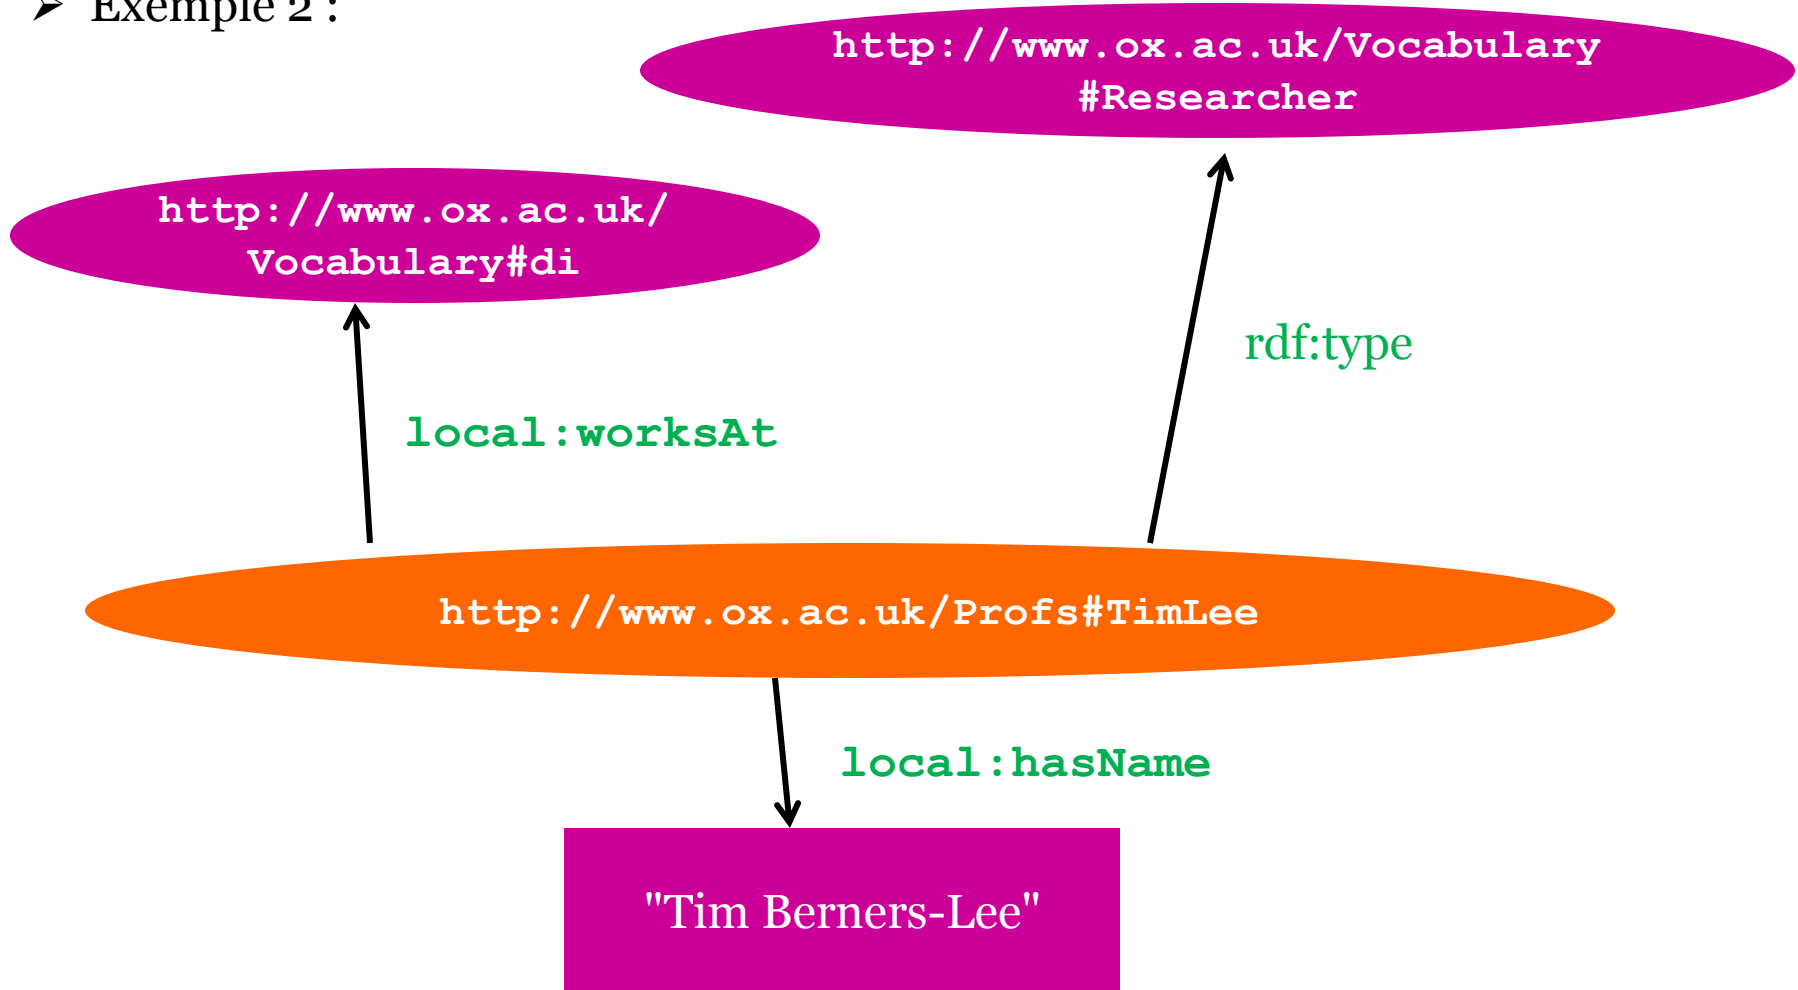 ➢ Exemple 2 :
http://www.ox.ac.uk/Vocabulary
#Researcher
http://www.ox.ac.uk/
Vocabulary#di
rdf:type
local:worksAt
http://www.ox.ac.uk/Profs#TimLee
local:hasName
"Tim Berners-Lee"